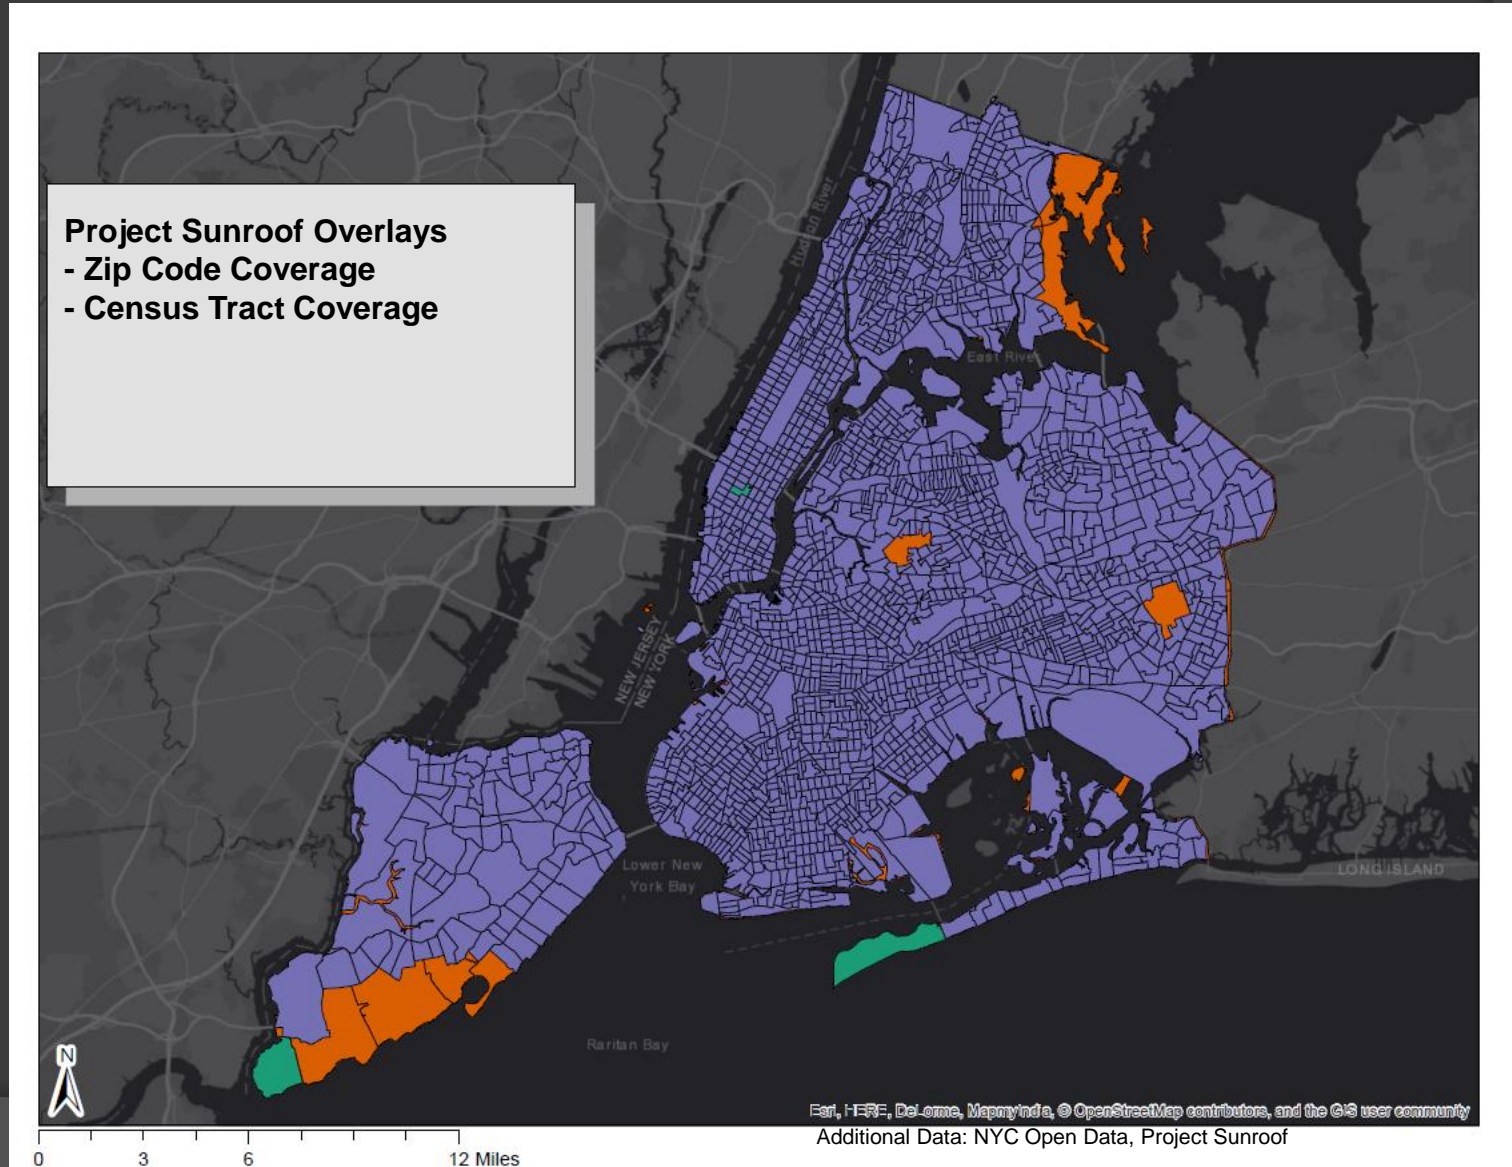 Project Sunroof Overlays
- Zip Code Coverage
- Census Tract Coverage
Hudson River
East River
NEW JERSEY
NEW YORK
Lower New
York Bay
LONG ISLAND
Raritan Bay
N
Esri, HERE, DeLorme, MapmyIndia, © OpenStreetMap contributors, and the GIS user community
Additional Data: NYC Open Data, Project Sunroof
0 3 6 12 Miles